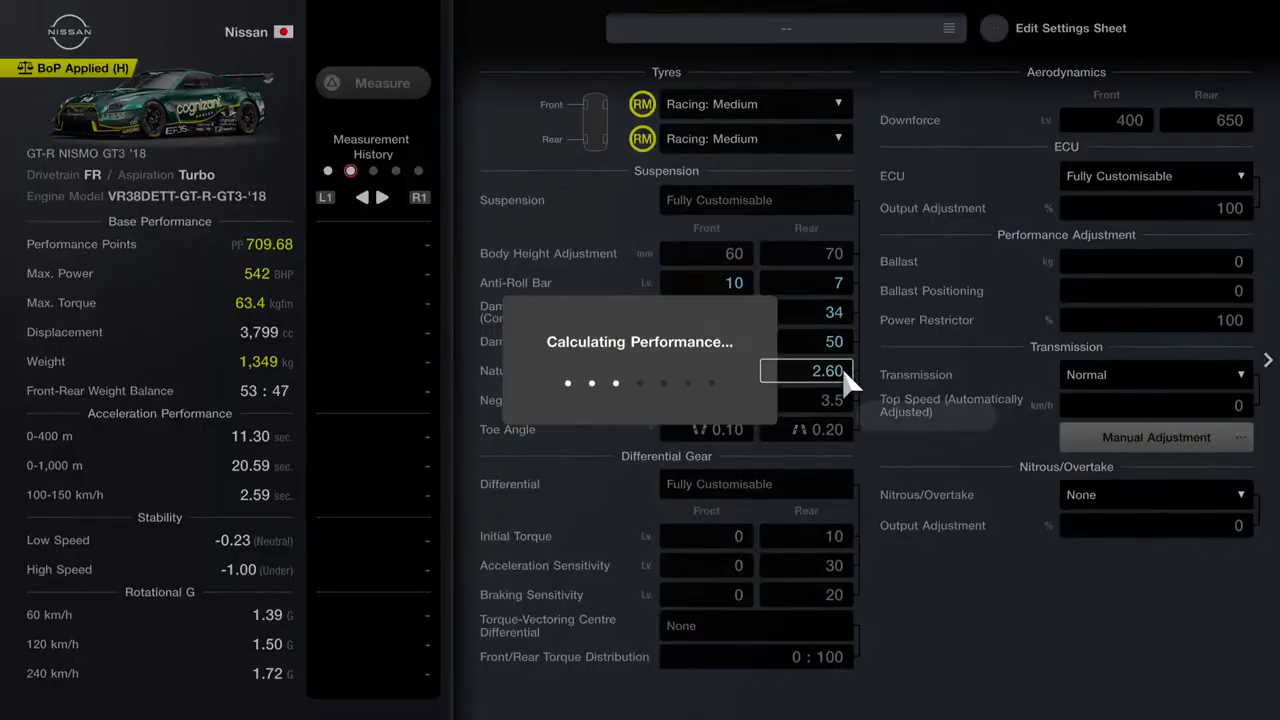 NISSAN
Nissan
BoP Applied (H)
cognizant
GT-R NISMO GT3 '18
Drivetrain FR / Aspiration Turbo
Engine Model VR38DETT-GT-R-GT3-'18
Base Performance
Performance Points PP 709.68
Max. Power 542 BHP
Max. Torque 63.4 kgfm
Displacement 3,799 cc
Weight 1,349 kg
Front-Rear Weight Balance 53 : 47
Acceleration Performance
0-400 m 11.30 sec.
0-1,000 m 20.59 sec.
100-150 km/h 2.59 sec.
Stability
Low Speed -0.23 (Neutral)
High Speed -1.00 (Under)
Rotational G
60 km/h 1.39 G
120 km/h 1.50 G
240 km/h 1.72 G
Measure
Measurement
History
L1 R1
-
-
-
-
-
-
-
-
-
-
-
-
-
--
Edit Settings Sheet
Tyres
Front RM Racing: Medium
Rear RM Racing: Medium
Suspension
Suspension Fully Customisable
Front Rear
Body Height Adjustment mm 60 70
Anti-Roll Bar Lv. 10 7
Dam
(Co 34
Dam 50
Natu 2.60
Neg 3.5
Toe Angle ° 0.10 0.20
Calculating Performance...
Differential Gear
Differential Fully Customisable
Front Rear
Initial Torque Lv. 0 10
Acceleration Sensitivity Lv. 0 30
Braking Sensitivity Lv. 0 20
Torque-Vectoring Centre
Differential None
Front/Rear Torque Distribution 0 : 100
Aerodynamics
Front Rear
Downforce Lv. 400 650
ECU
ECU Fully Customisable
Output Adjustment % 100
Performance Adjustment
Ballast kg 0
Ballast Positioning 0
Power Restrictor % 100
Transmission
Transmission Normal
Top Speed (Automatically
Adjusted) km/h 0
Manual Adjustment ...
Nitrous/Overtake
Nitrous/Overtake None
Output Adjustment % 0